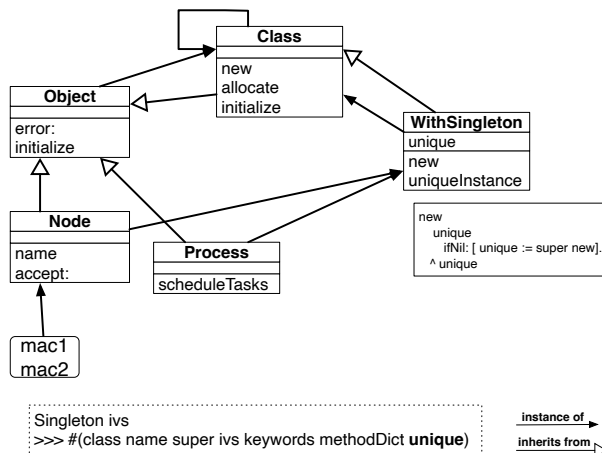 Class
new
allocate
initialize
Object
error:
initialize
WithSingleton
unique
new
uniqueInstance
Node
name
accept:
Process
scheduleTasks
new
unique
ifNil: [ unique := super new].
^ unique
mac1
mac2
Singleton ivs
>>> #(class name super ivs keywords methodDict unique)
instance of
inherits from